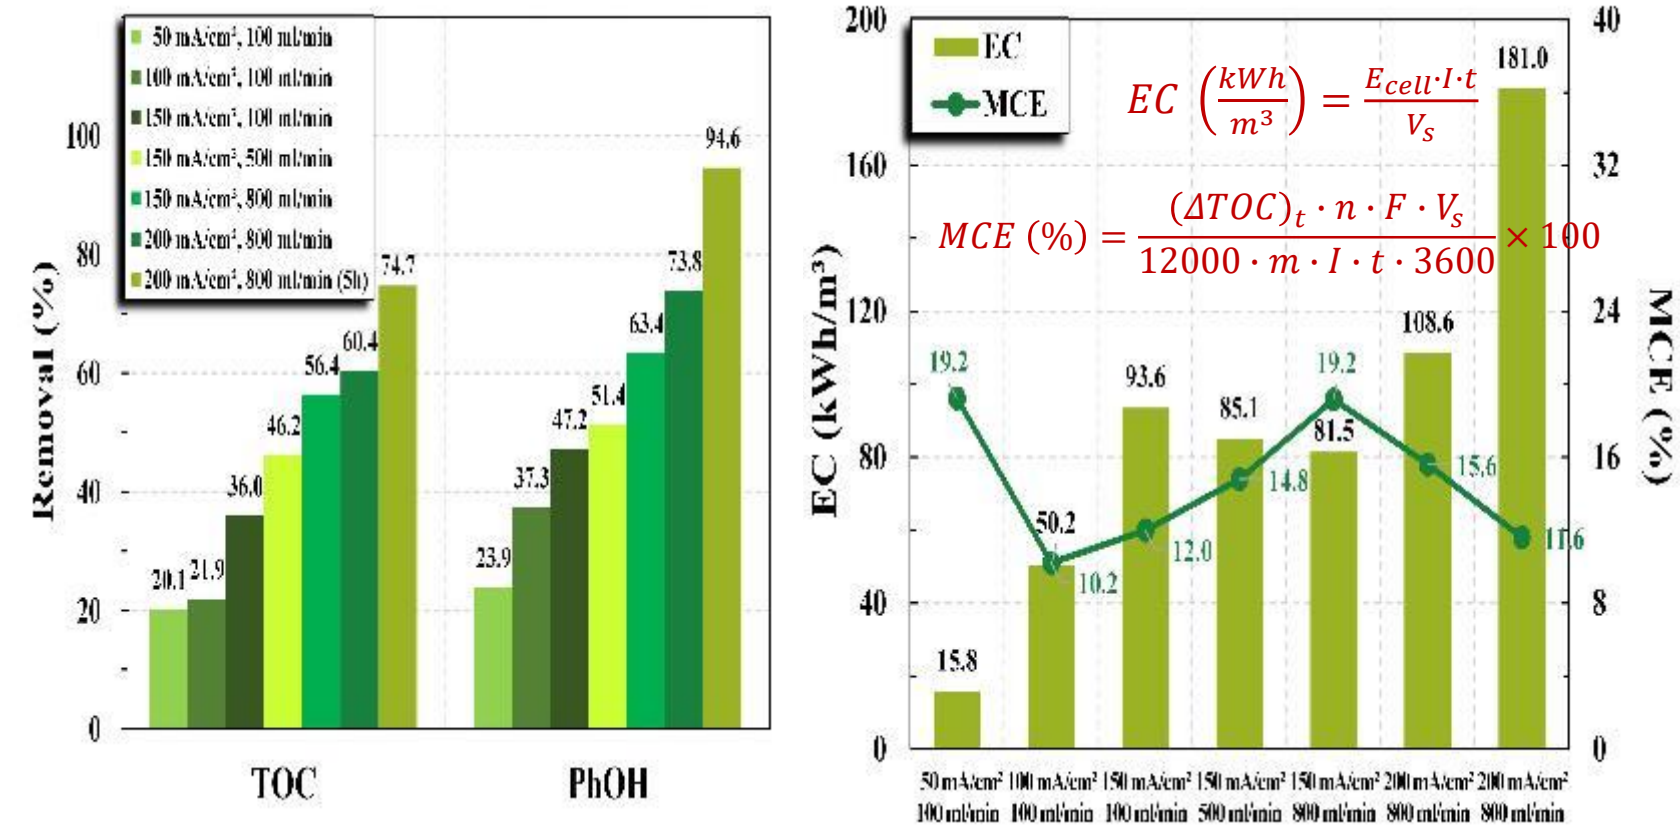 50 mA/cm², 100 ml/min
100 mA/cm², 100 ml/min
150 mA/cm², 100 ml/min
150 mA/cm², 500 ml/min
150 mA/cm², 800 ml/min
200 mA/cm², 800 ml/min
200 mA/cm², 800 ml/min (5h)
Removal (%)
100
80
60
40
20
0
20.1
21.9
36.0
46.2
56.4
60.4
74.7
23.9
37.3
47.2
51.4
63.4
73.8
94.6
TOC
PhOH
EC
MCE
EC (kWh/m³) = E_cell·I·t / V_s
MCE (%) = (ΔTOC)_t · n · F · V_s / 12000 · m · I · t · 3600 × 100
EC (kWh/m³)
200
160
120
80
40
0
15.8
50.2
93.6
85.1
81.5
108.6
181.0
19.2
10.2
12.0
14.8
19.2
15.6
11.6
40
32
24
16
8
0
MCE (%)
50 mA/cm² 100 mA/cm² 150 mA/cm² 150 mA/cm² 150 mA/cm² 200 mA/cm² 200 mA/cm²
100 ml/min 100 ml/min 100 ml/min 500 ml/min 800 ml/min 800 ml/min 800 ml/min